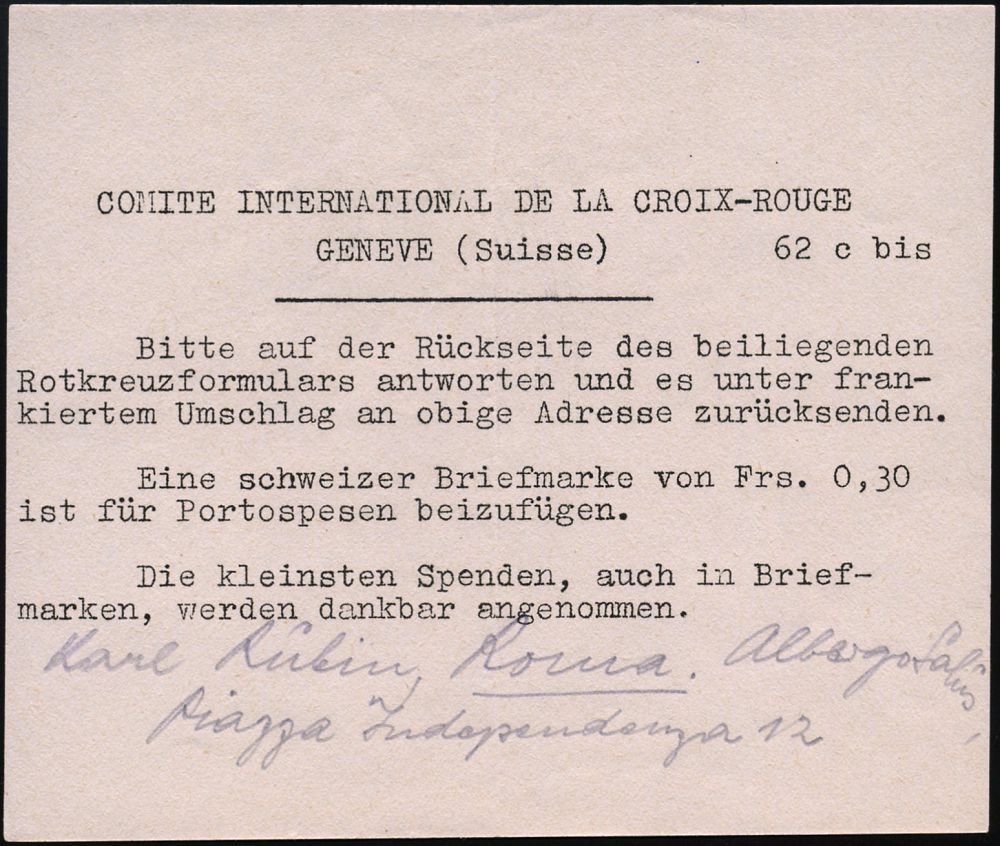 COMITE INTERNATIONAL DE LA CROIX-ROUGE
GENEVE (Suisse) 62 c bis
Bitte auf der Rückseite des beiliegenden
Rotkreuzformulars antworten und es unter fran-
kiertem Umschlag an obige Adresse zurücksenden.
Eine schweizer Briefmarke von Frs. 0,30
ist für Portospesen beizufügen.
Die kleinsten Spenden, auch in Brief-
marken, werden dankbar angenommen.
Karl Rubin, Roma. Albergo Salus,
Piazza Independenza 12